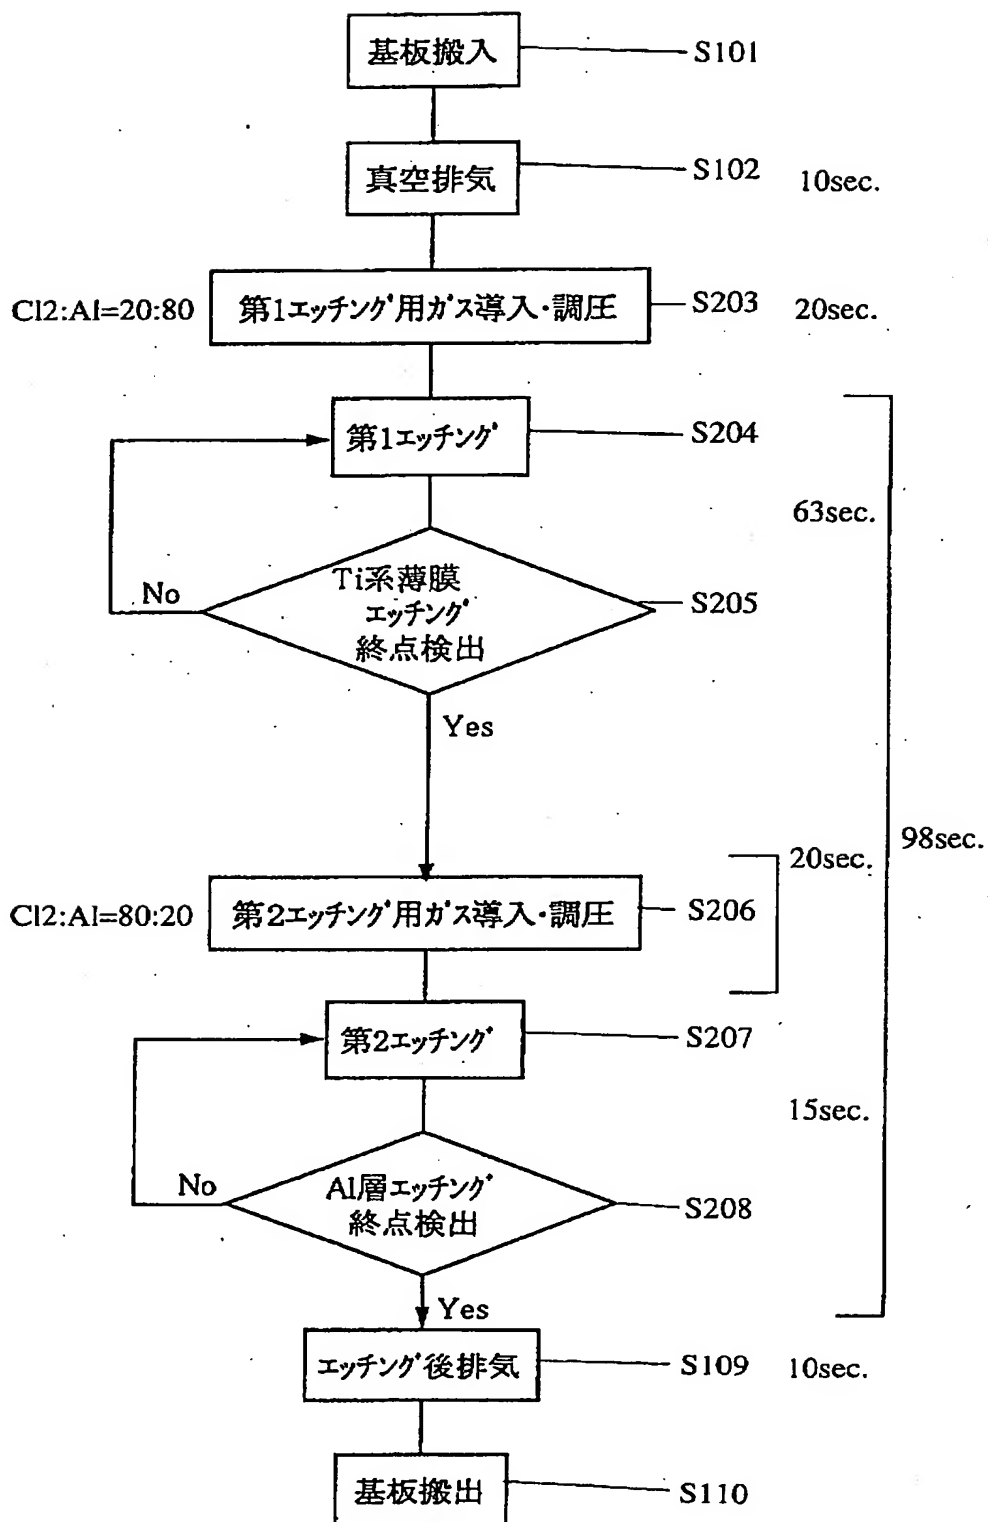 基板搬入
S101
真空排気
S102
10sec.
Cl2:Al=20:80
第1エッチング用ガス導入・調圧
S203
20sec.
第1エッチング
S204
63sec.
Ti系薄膜
エッチング
終点検出
S205
No
Yes
98sec.
20sec.
Cl2:Al=80:20
第2エッチング用ガス導入・調圧
S206
第2エッチング
S207
15sec.
Al層エッチング
終点検出
S208
No
Yes
エッチング後排気
S109
10sec.
基板搬出
S110